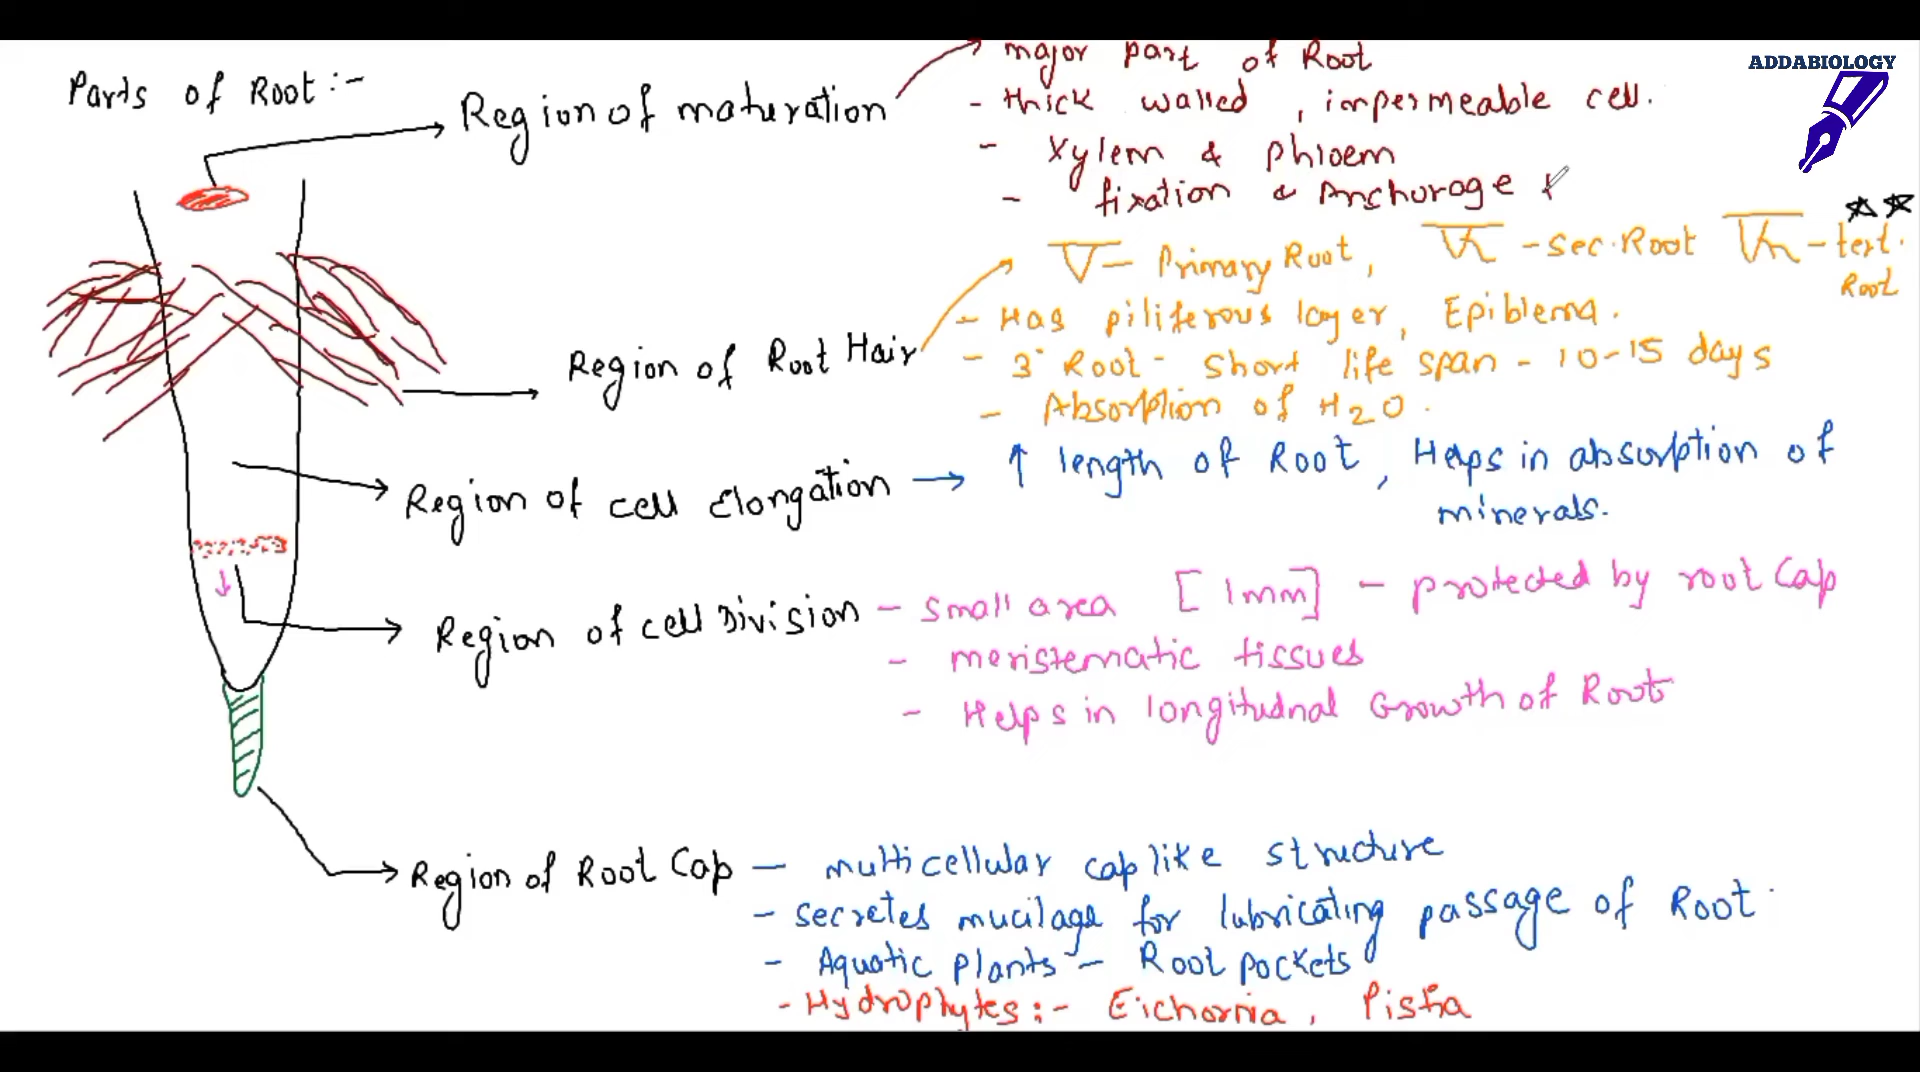 ADDABIOLOGY
Parts of Root:-
Region of maturation
major part of Root
- thick walled, impermeable cell.
- Xylem & phloem
- fixation & Anchorage
Region of Root Hair
- Primary Root, - Sec. Root - tert. Root
- Has piliferous layer, Epiblema.
- 3° Root - Short life span - 10-15 days
- Absorption of H2O.
Region of cell Elongation → ↑ length of Root, Helps in absorption of
minerals.
Region of cell Division - small area [1mm] - protected by root Cap
- meristematic tissues
- Helps in longitudnal Growth of Root
Region of Root Cap - multicellular cap like structure
- secretes mucilage for lubricating passage of Root.
- Aquatic plants - Root pockets
- Hydrophytes:- Eichornia, Pistia